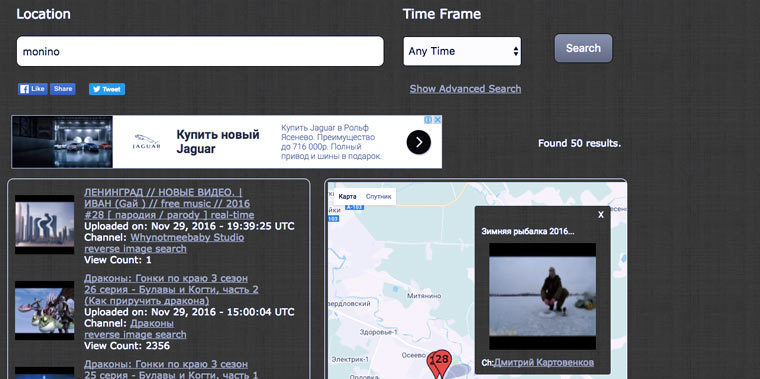 Location
Time Frame
monino
Any Time
Search
Like
Share
Tweet
Show Advanced Search
JAGUAR
Купить новый
Jaguar
Купить Jaguar в Рольф
Ясенево. Преимущество
до 716 000р. Полный
привод и шины в подарок.
Found 50 results.
ЛЕНИНГРАД // НОВЫЕ ВИДЕО. |
ИВАН (Gай ) // free music // 2016
#28 [ пародия / parody ] real-time
Uploaded on: Nov 29, 2016 - 19:39:25 UTC
Channel: Whynotmeebaby Studio
reverse image search
View Count: 1
Драконы: Гонки по краю 3 сезон
26 серия - Булавы и Когти, часть 2
(Как приручить дракона)
Uploaded on: Nov 29, 2016 - 15:00:04 UTC
Channel: Драконы
reverse image search
View Count: 2356
Драконы: Гонки по краю 3 сезон
25 серия - Булавы и Когти, часть 1
Карта
Спутник
А-103
А-103
Митянино
вердловский
Здоровье-1
Электрик-1
Осеево
Орловка
128
X
Зимняя рыбалка 2016...
Ch:Дмитрий Картовенков